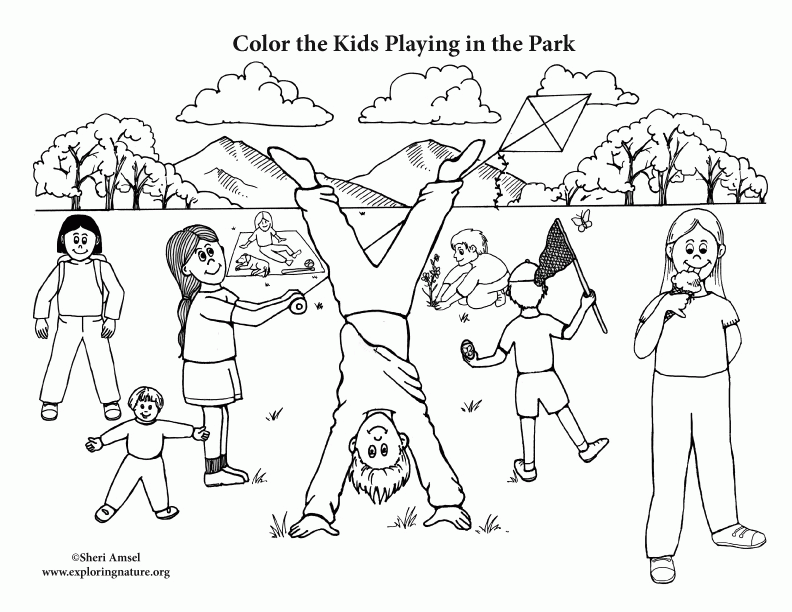 Color the Kids Playing in the Park
©Sheri Amsel
www.exploringnature.org